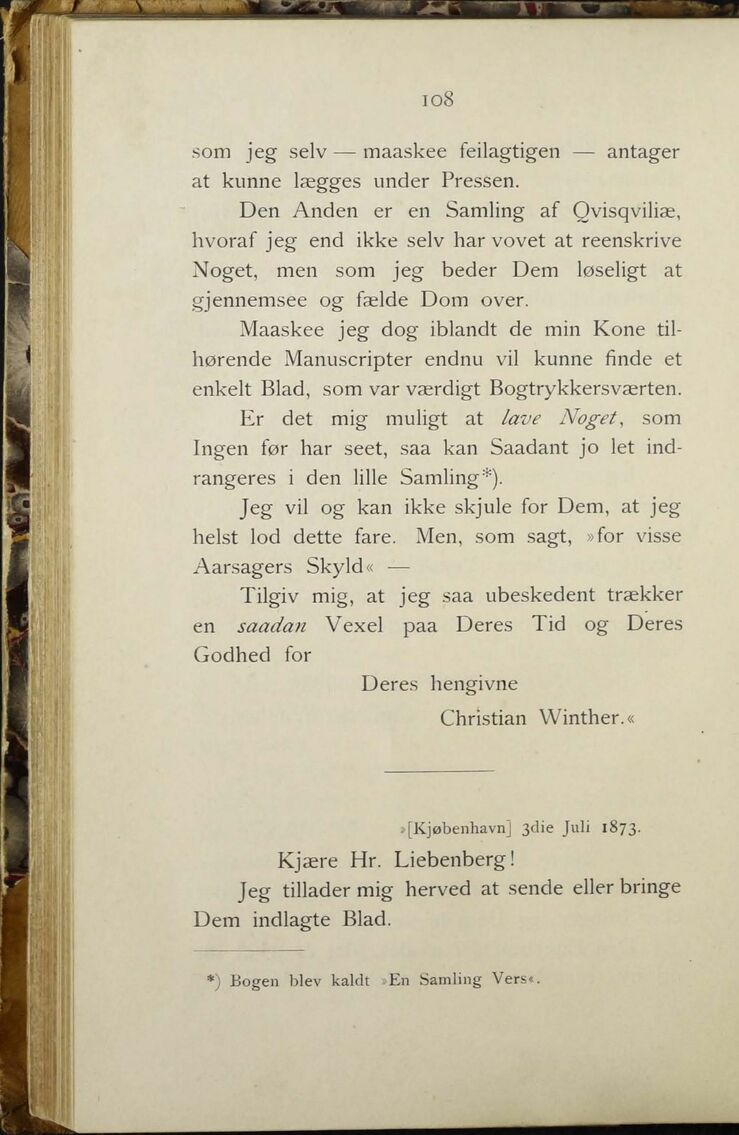 108
som jeg selv — maaskee feilagtigen — antager
at kunne lægges under Pressen.
Den Anden er en Samling af Qvisqviliæ,
hvoraf jeg end ikke selv har vovet at reenskrive
Noget, men som jeg beder Dem løseligt at
gjennemsee og fælde Dom over.
Maaskee jeg dog iblandt de min Kone til-
hørende Manuscripter endnu vil kunne finde et
enkelt Blad, som var værdigt Bogtrykkersværten.
Er det mig muligt at lave Noget, som
Ingen før har seet, saa kan Saadant jo let ind-
rangeres i den lille Samling*).
Jeg vil og kan ikke skjule for Dem, at jeg
helst lod dette fare. Men, som sagt, »for visse
Aarsagers Skyld« —
Tilgiv mig, at jeg saa ubeskedent trækker
en saadan Vexel paa Deres Tid og Deres
Godhed for
Deres hengivne
Christian Winther.«
»[Kjøbenhavn] 3die Juli 1873.
Kjære Hr. Liebenberg!
Jeg tillader mig herved at sende eller bringe
Dem indlagte Blad.
*) Bogen blev kaldt »En Samling Vers«.